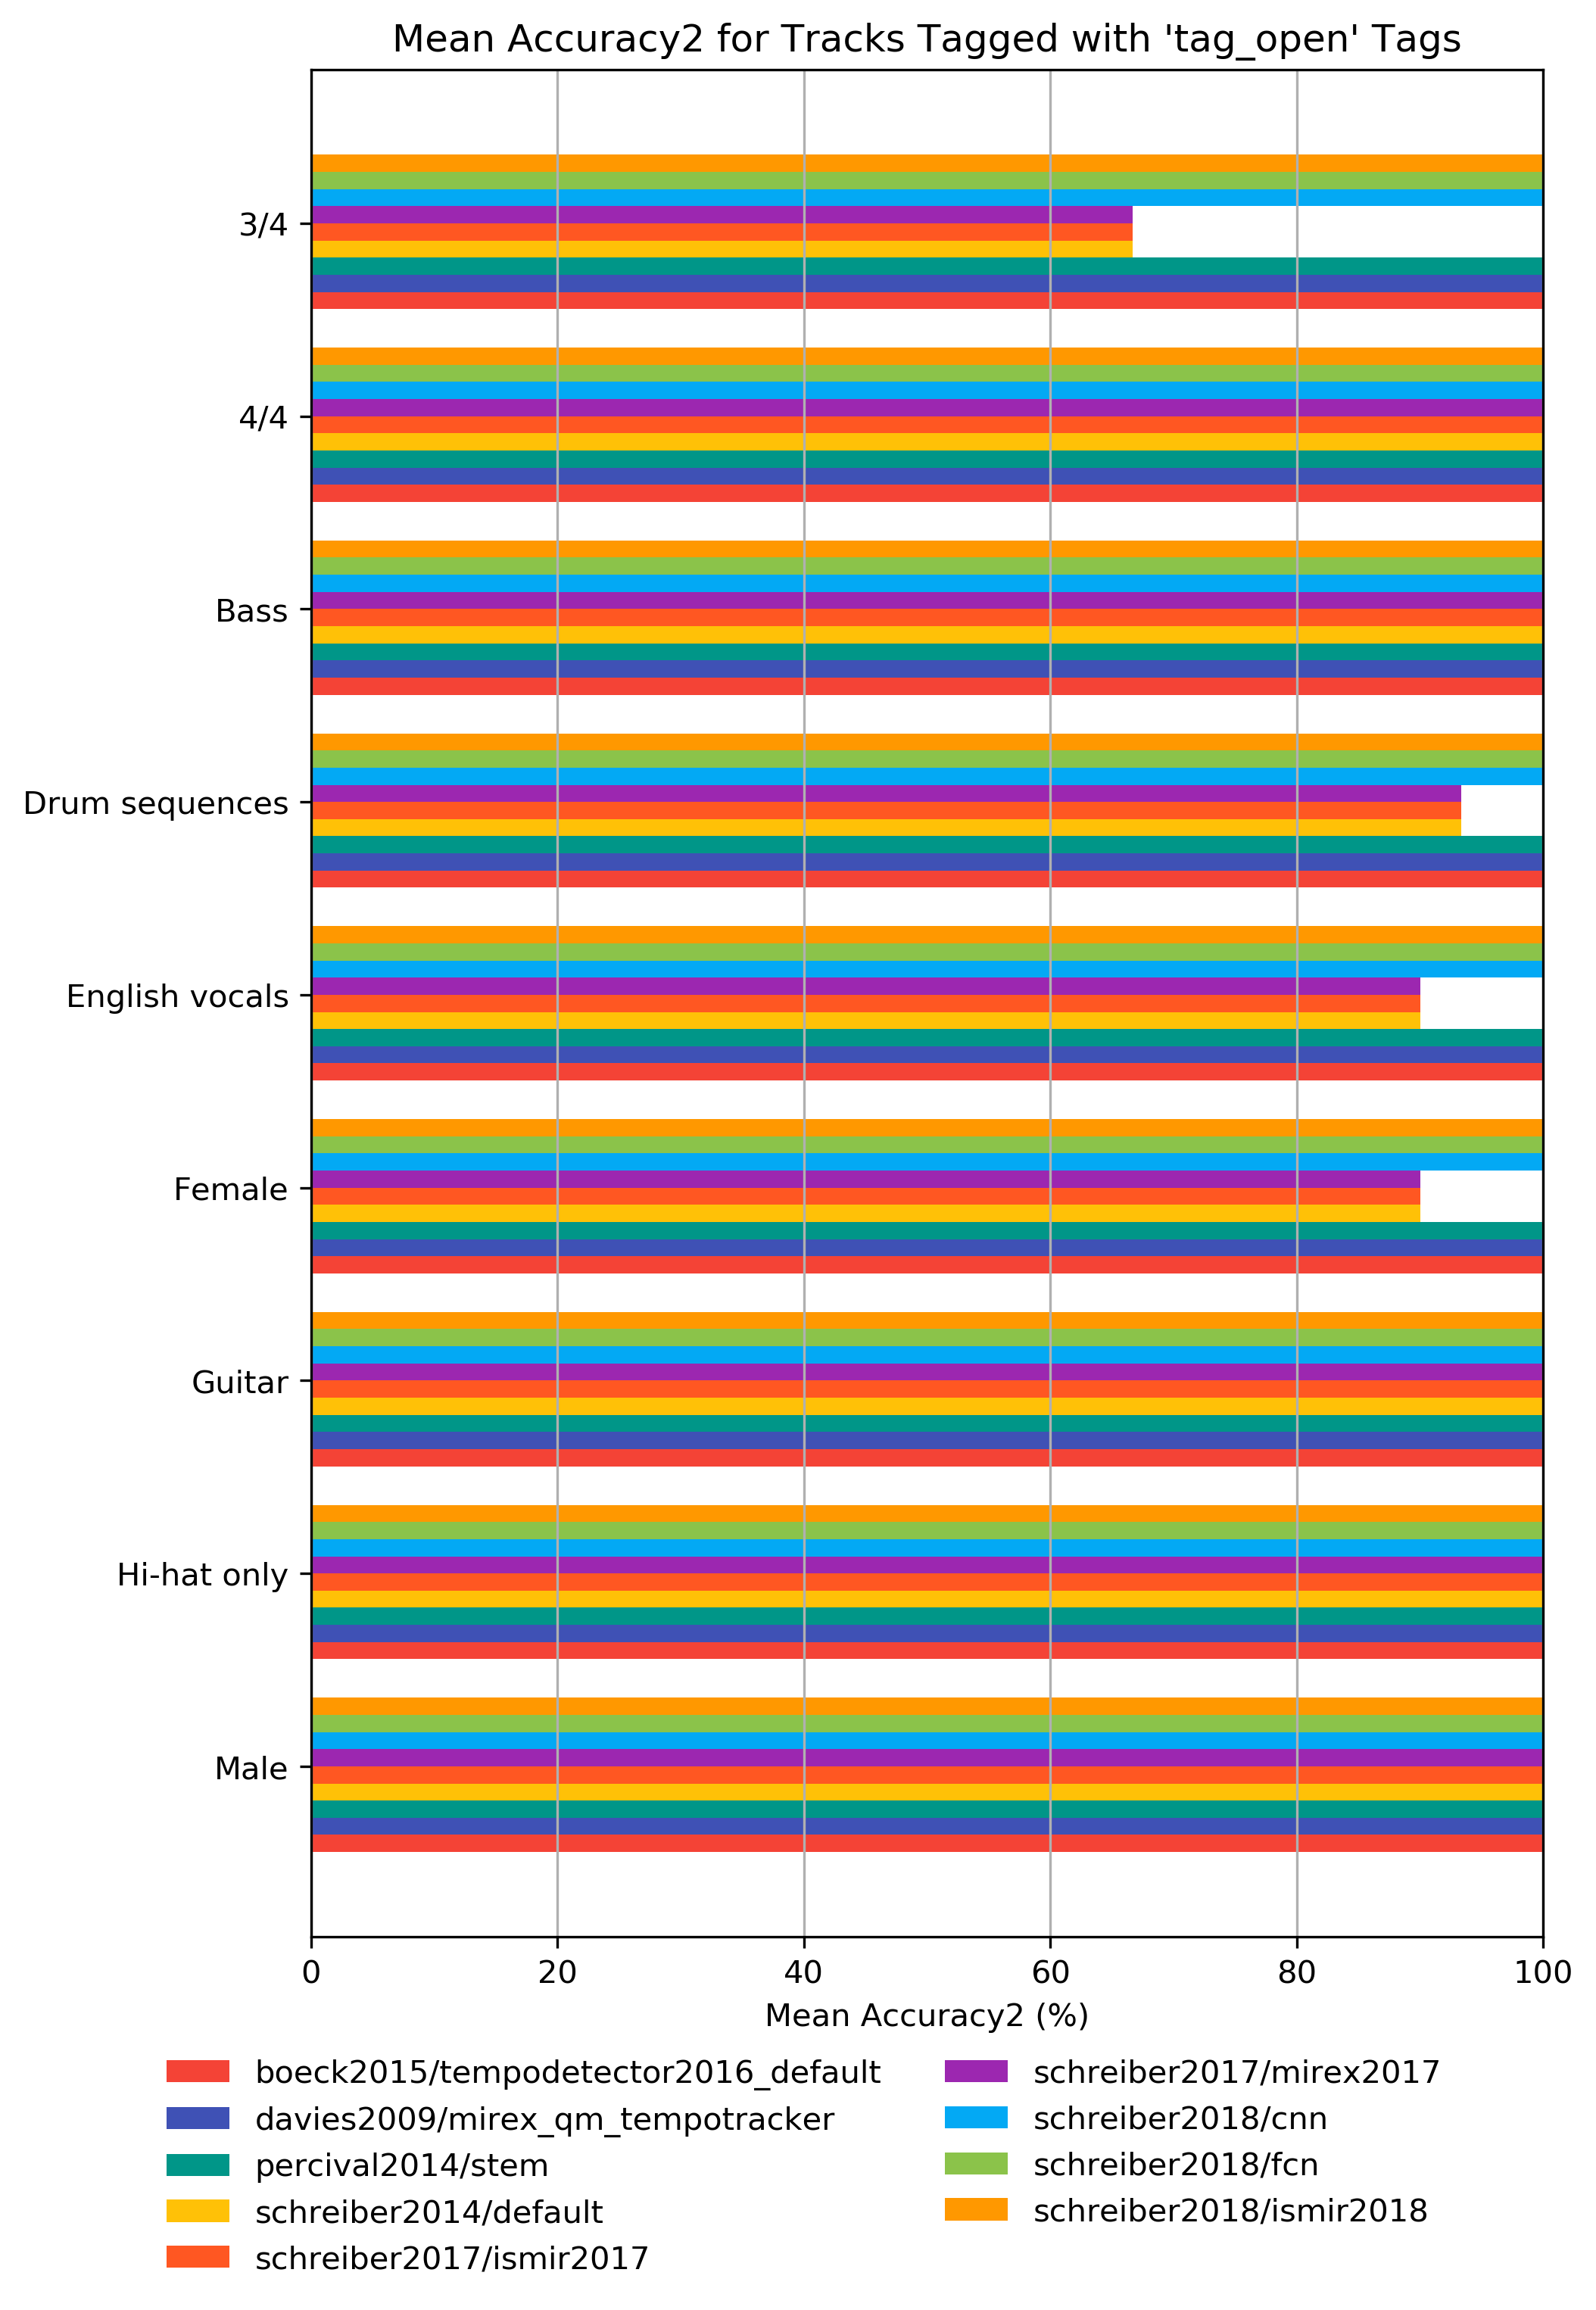 Mean Accuracy2 for Tracks Tagged with 'tag_open' Tags
3/4
4/4
Bass
Drum sequences
English vocals
Female
Guitar
Hi-hat only
Male
0 20 40 60 80 100
Mean Accuracy2 (%)
boeck2015/tempodetector2016_default
davies2009/mirex_qm_tempotracker
percival2014/stem
schreiber2014/default
schreiber2017/ismir2017
schreiber2017/mirex2017
schreiber2018/cnn
schreiber2018/fcn
schreiber2018/ismir2018